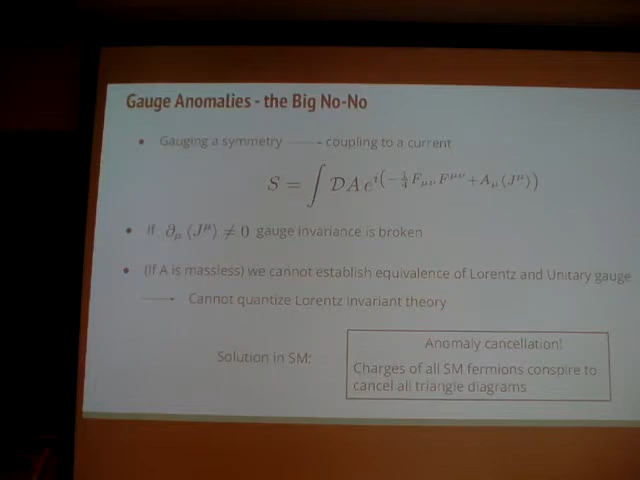 Gauge Anomalies - the Big No-No
• Gauging a symmetry ——→ coupling to a current
S = ∫ DA e^{i(-¼ F_{μν} F^{μν} + A_μ⟨J^μ⟩)}
• If ∂_μ ⟨J^μ⟩ ≠ 0 gauge invariance is broken
• (If A is massless) we cannot establish equivalence of Lorentz and Unitary gauge
——→ Cannot quantize Lorentz invariant theory
Solution in SM:
Anomaly cancellation!
Charges of all SM fermions conspire to
cancel all triangle diagrams